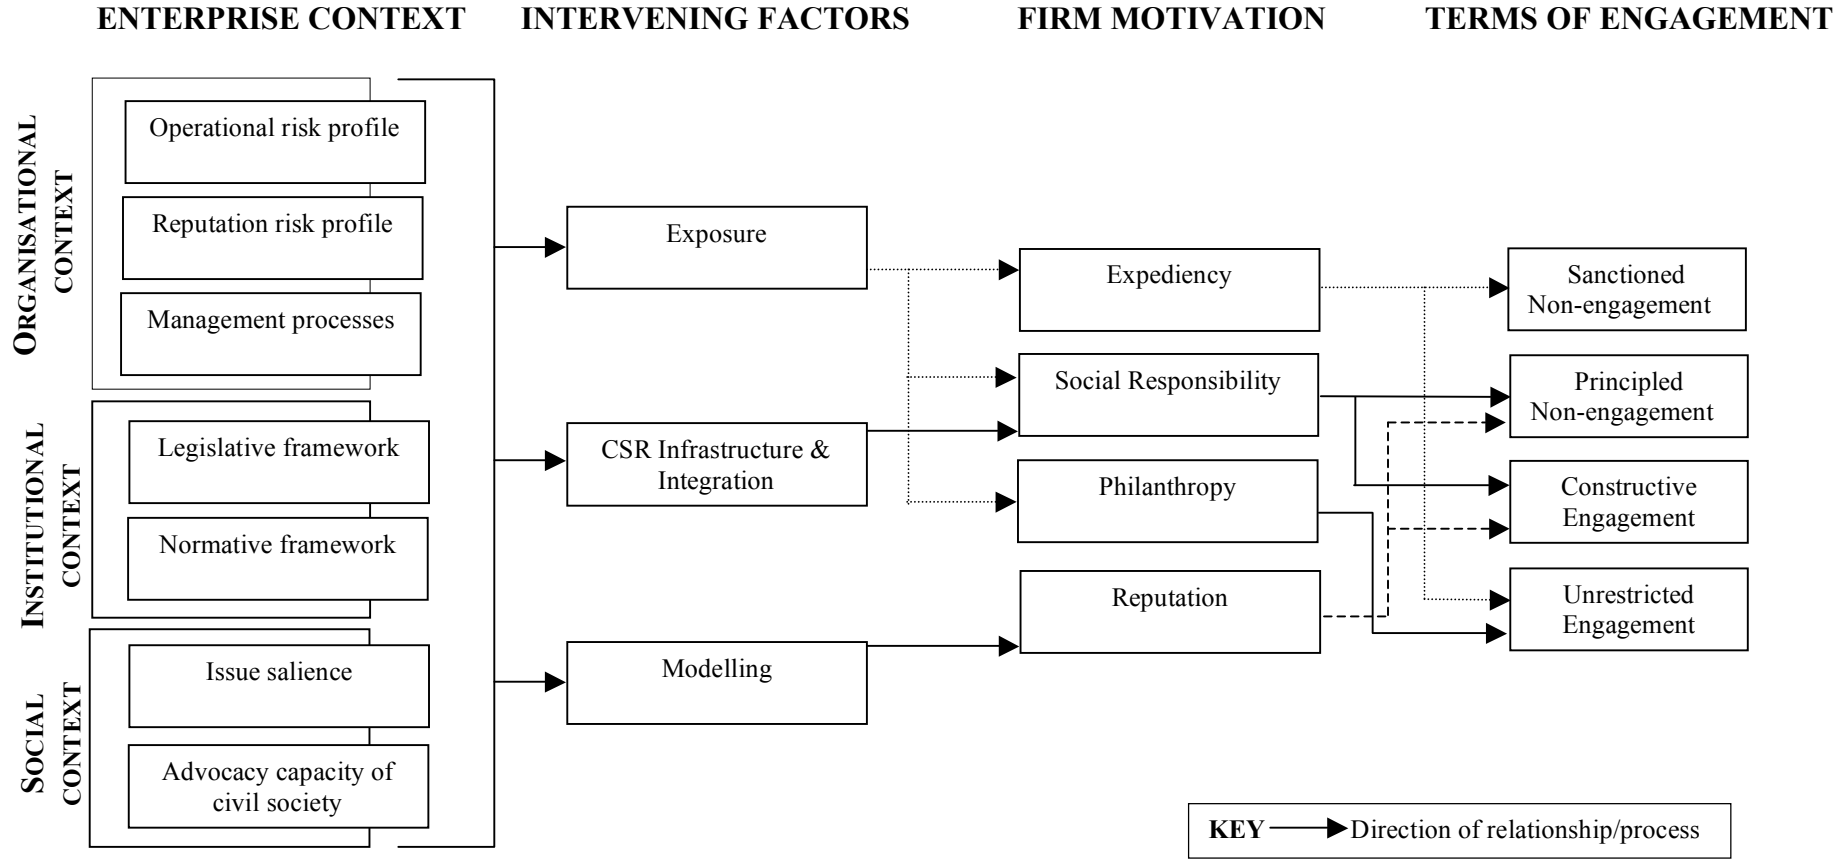 ENTERPRISE CONTEXT
INTERVENING FACTORS
FIRM MOTIVATION
TERMS OF ENGAGEMENT
ORGANISATIONAL
CONTEXT
Operational risk profile
Reputation risk profile
Management processes
INSTITUTIONAL
CONTEXT
Legislative framework
Normative framework
SOCIAL
CONTEXT
Issue salience
Advocacy capacity of
civil society
Exposure
CSR Infrastructure &
Integration
Modelling
Expediency
Social Responsibility
Philanthropy
Reputation
Sanctioned
Non-engagement
Principled
Non-engagement
Constructive
Engagement
Unrestricted
Engagement
KEY Direction of relationship/process